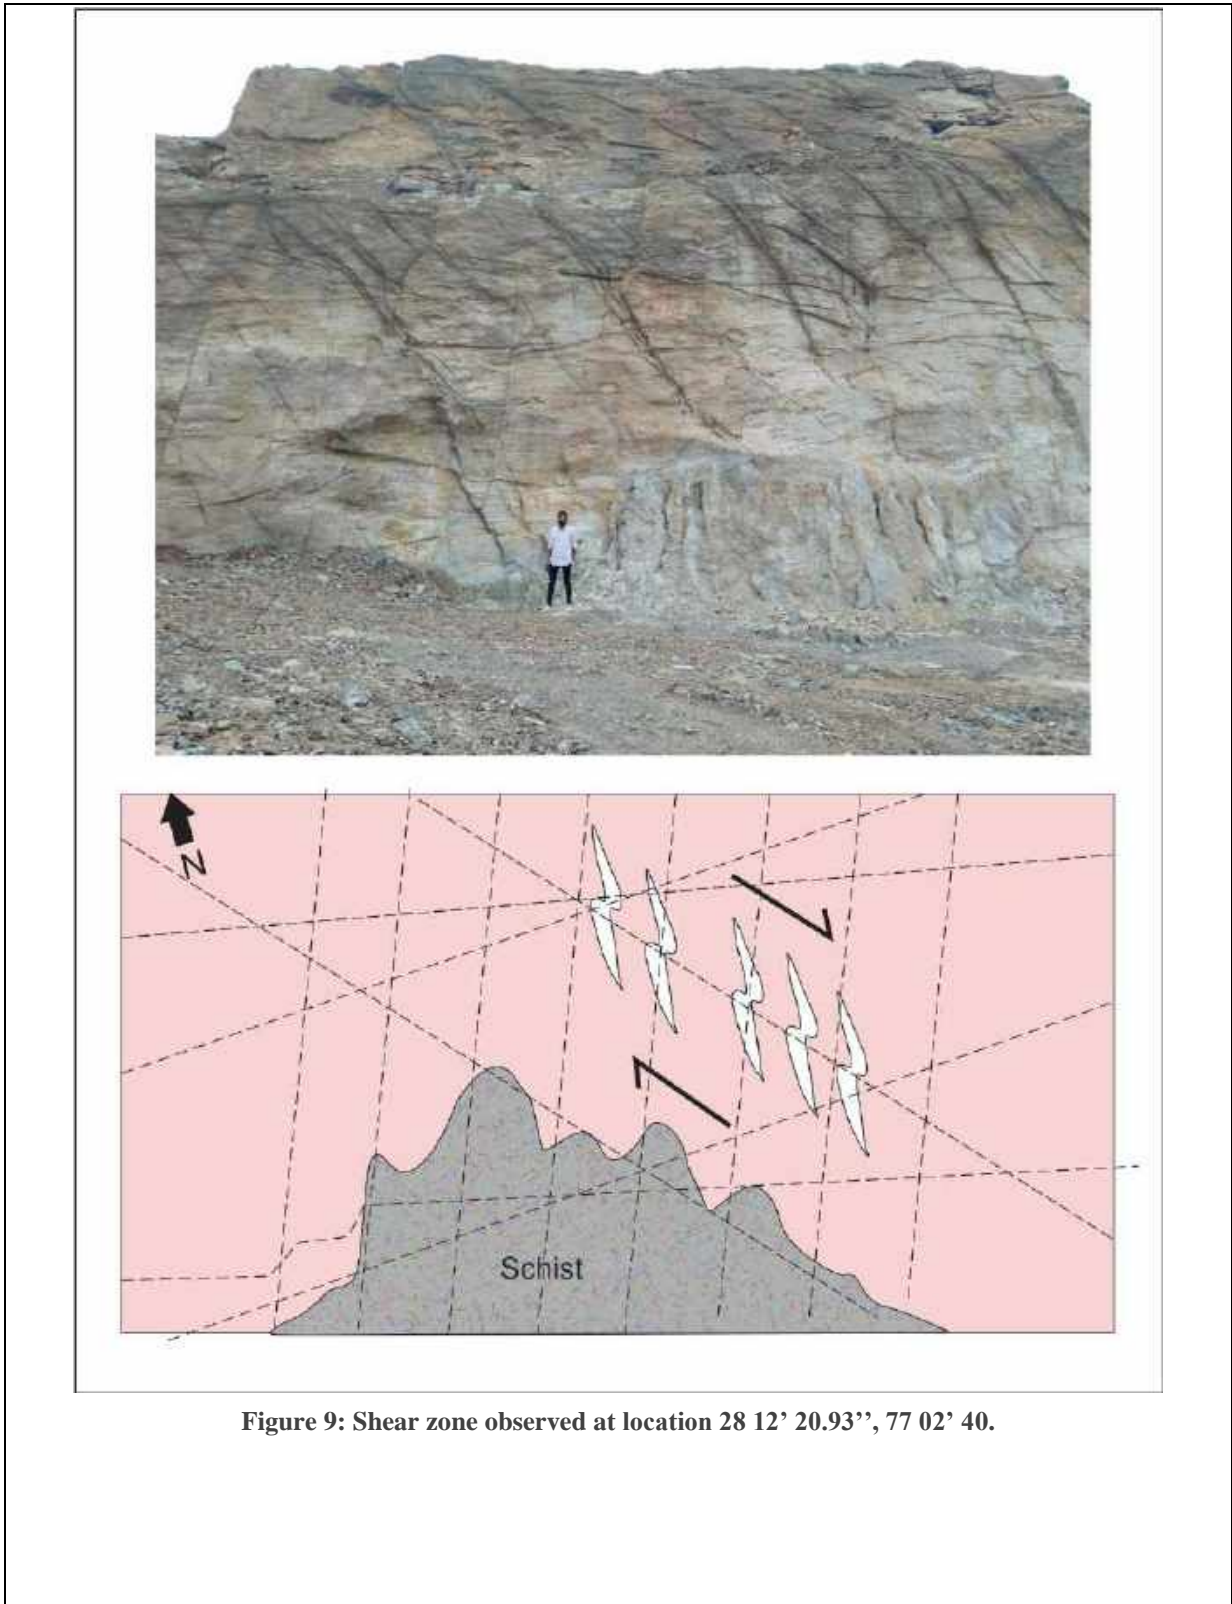 N
Schist
Figure 9: Shear zone observed at location 28 12’ 20.93’’, 77 02’ 40.